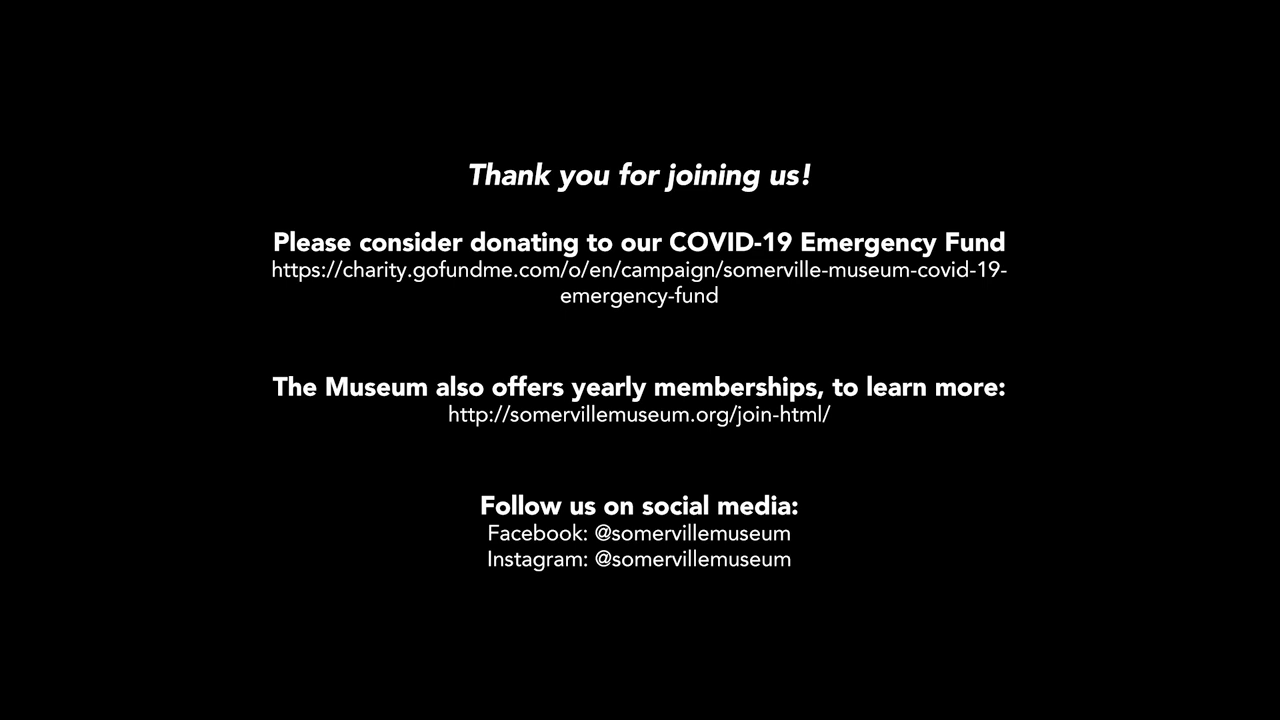 Thank you for joining us!
Please consider donating to our COVID-19 Emergency Fund
https://charity.gofundme.com/o/en/campaign/somerville-museum-covid-19-
emergency-fund
The Museum also offers yearly memberships, to learn more:
http://somervillemuseum.org/join-html/
Follow us on social media:
Facebook: @somervillemuseum
Instagram: @somervillemuseum